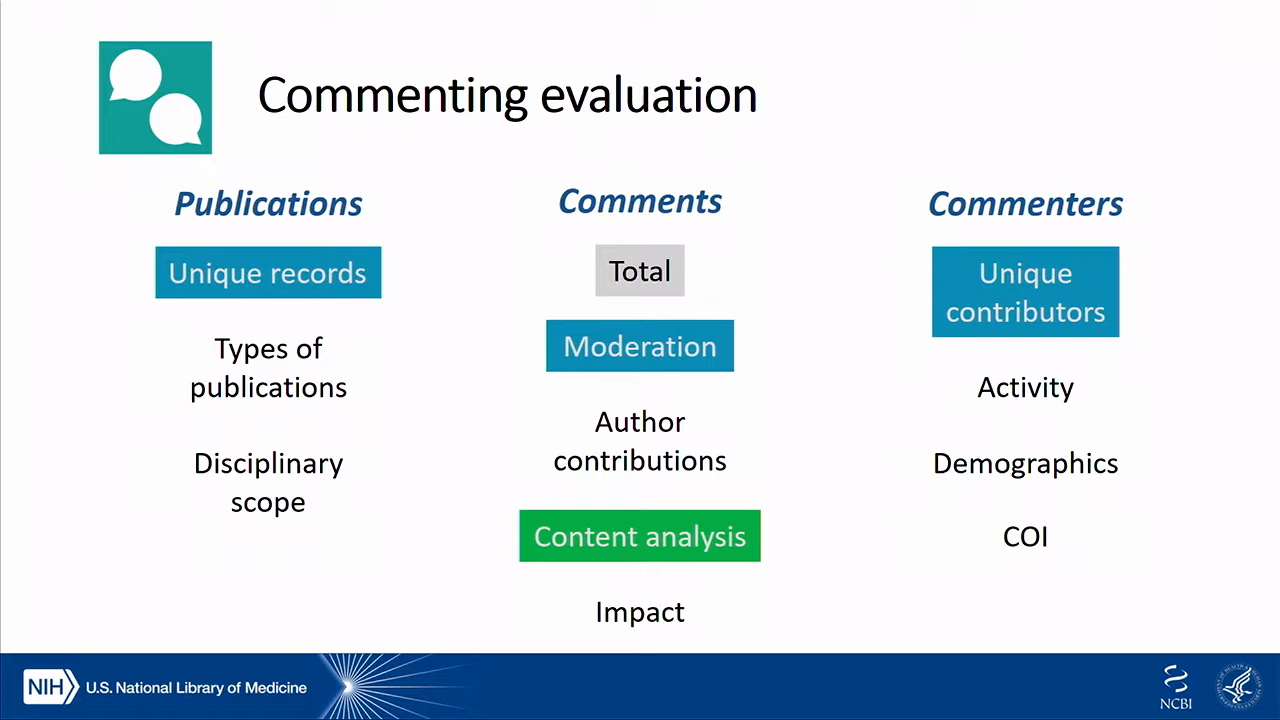 Commenting evaluation
Publications
Unique records
Types of
publications
Disciplinary
scope
Comments
Total
Moderation
Author
contributions
Content analysis
Impact
Commenters
Unique
contributors
Activity
Demographics
COI
NIH U.S. National Library of Medicine
NCBI